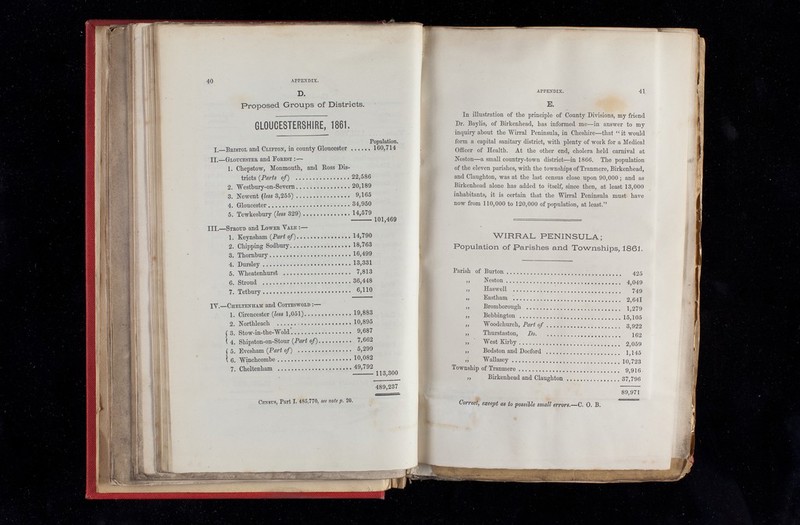 40 APPENDIX.
D.
Proposed Groups of Districts.
GLOUCESTERSHIRE, 1861.
Population.
I.—BRISTOL and CLIFTON, in county Gloucester ...... 160,714
II.—GLOUCESTER and FOREST :—
1. Chepstow, Monmouth, and Ross Dis-
tricts (Parts of) .................. 22,586
2. Westbury-on-Severn.................. 20,189
3. Newent (less 3,255) .................. 9,165
4. Gloucester.................. 34,950
5. Tewkesbury (less 329) .................. 14,579
101,469
III.—STROUD and LOWER VALE :—
1. Keynsham (Part of).................. 14,790
2. Chipping Sodbury.................. 18,763
3. Thornbury.................. 16,499
4. Dursley.................. 13,331
5. Wheatenhurst .................. 7,813
6. Stroud .................. 36,448
7. Tetbury.................. 6,110
IV.—CHELTENHAM and COTTESWOLD :—
1. Cirencester (less 1,051).................. 19,883
2. Northleach .................. 10,895
3. Stow-in-the-Wold.................. 9,687
4. Shipston-on-Stour (Part of).................. 7,662
5. Evesham (Part of) .................. 5,299
6. Winchcombe.................. 10,082
7. Cheltenham .................. 49,792
113,300
489,237
CENSUS, Part I. 485,770, see note p. 20.
APPENDIX. 41
E.
In illustration of the principle of County Divisions, my friend
Dr. Baylis, of Birkenhead, has informed me—in answer to my
inquiry about the Wirral Peninsula, in Cheshire—that "it would
form a capital sanitary district, with plenty of work for a Medical
Officer of Health. At the other end, cholera held carnival at
Neston—a small country-town district—in 1866. The population
of the eleven parishes, with the townships of Tranmere, Birkenhead,
and Claughton, was at the last census close upon 90,000; and as
Birkenhead alone has added to itself, since then, at least 13,000
inhabitants, it is certain that the Wirral Peninsula must have
now from 110,000 to 120,000 of population, at least."
WIRRAL PENINSULA;
Population of Parishes and Townships, 1861.
Parish of Burton .................. 425
„ Neston.................. 4,049
„ Heswell .................. 749
„ Eastham .................. 2,641
„ Bromborough .................. 1,279
„ Bebbington .................. 15,105
„ Woodchurch, Part of .................. 3,922
„ Thurstaston, Do. .................. 162
„ West Kirby.................. 2,059
„ Bedston and Docford .................. 1,145
„ Wallasey .................. 10,723
Township of Tranmere.................. 9,916
„ Birkenhead and Claughton .................. 37,796
89,971
Correct, except as to possible small errors.—C. O. B.